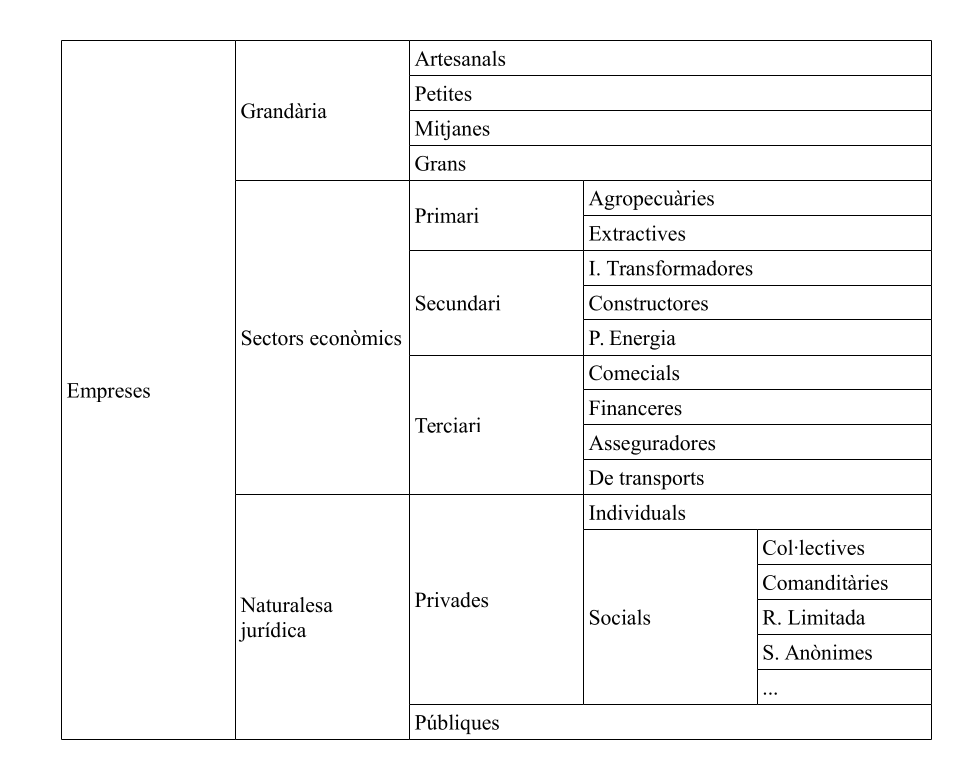 Empreses
Grandària
Artesanals
Petites
Mitjanes
Grans
Sectors econòmics
Primari
Agropecuàries
Extractives
Secundari
I. Transformadores
Constructores
P. Energia
Terciari
Comecials
Financeres
Asseguradores
De transports
Naturalesa
jurídica
Privades
Individuals
Socials
Col·lectives
Comanditàries
R. Limitada
S. Anònimes
...
Públiques